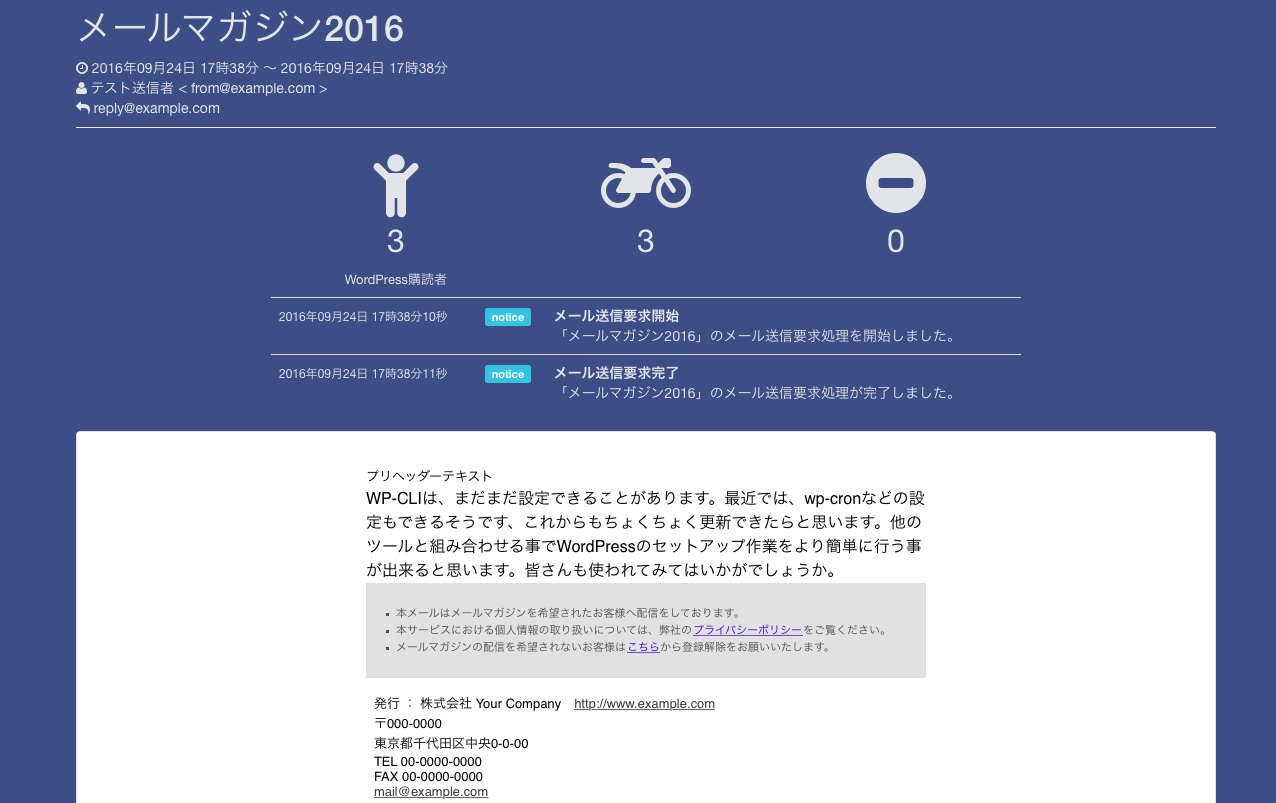 メールマガジン2016
2016年09月24日 17時38分 〜 2016年09月24日 17時38分
テスト送信者 < from@example.com >
reply@example.com
3
3
0
WordPress購読者
2016年09月24日 17時38分10秒 notice メール送信要求開始
「メールマガジン2016」のメール送信要求処理を開始しました。
2016年09月24日 17時38分11秒 notice メール送信要求完了
「メールマガジン2016」のメール送信要求処理が完了しました。
プリヘッダーテキスト
WP-CLIは、まだまだ設定できることがあります。最近では、wp-cronなどの設
定もできるそうです、これからもちょくちょく更新できたらと思います。他の
ツールと組み合わせる事でWordPressのセットアップ作業をより簡単に行う事
が出来ると思います。皆さんも使われてみてはいかがでしょうか。
本メールはメールマガジンを希望されたお客様へ配信をしております。
本サービスにおける個人情報の取り扱いについては、弊社のプライバシーポリシーをご覧ください。
メールマガジンの配信を希望されないお客様はこちらから登録解除をお願いいたします。
発行 ： 株式会社 Your Company http://www.example.com
〒000-0000
東京都千代田区中央0-0-00
TEL 00-0000-0000
FAX 00-0000-0000
mail@example.com